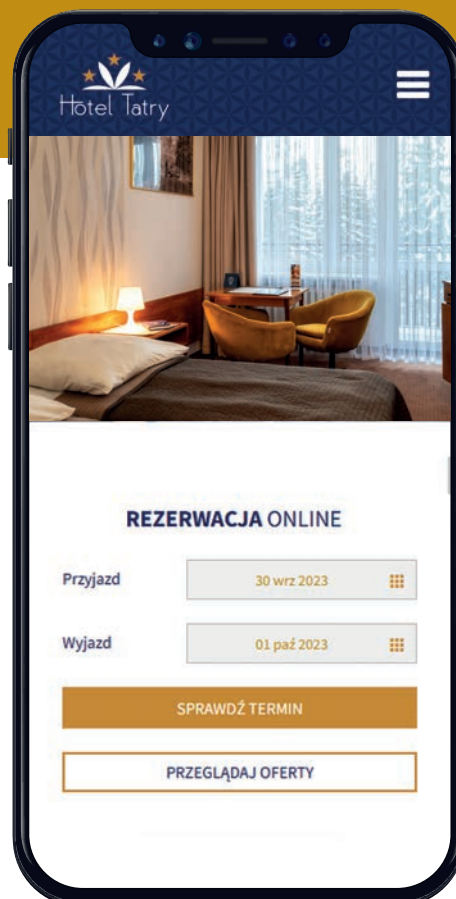 Hotel Tatry
REZERWACJA ONLINE
Przyjazd
30 wrz 2023
Wyjazd
01 paź 2023
SPRAWDŹ TERMIN
PRZEGLĄDAJ OFERTY